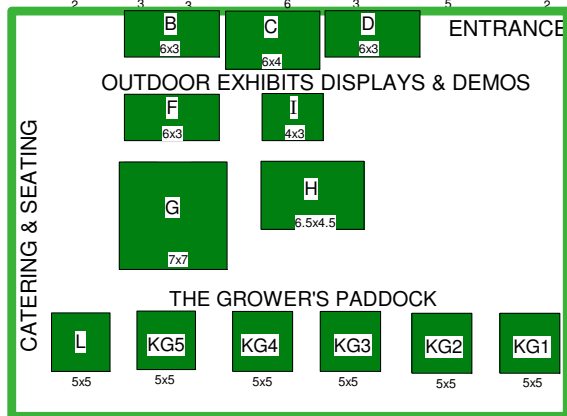 2 3 3 6 3 5 2
B C D ENTRANCE
6x3 6x4 6x3
OUTDOOR EXHIBITS DISPLAYS & DEMOS
F I
6x3 4x3
CATERING & SEATING
G H
7x7 6.5x4.5
THE GROWER'S PADDOCK
L KG5 KG4 KG3 KG2 KG1
5x5 5x5 5x5 5x5 5x5 5x5